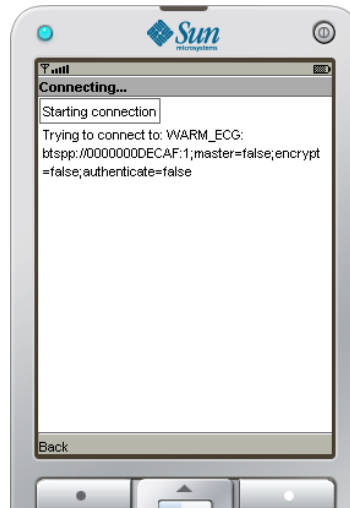 Sun
microsystems
Connecting...
Starting connection
Trying to connect to: WARM_ECG:
btspp://0000000DECAF:1;master=false;encrypt
=false;authenticate=false
Back